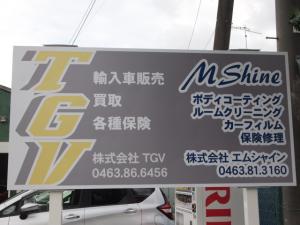 TGV
輸入車販売
買取
各種保険
株式会社 TGV
0463.86.6456
M Shine
ボディコーティング
ルームクリーニング
カーフィルム
保険修理
株式会社 エムシャイン
0463.81.3160